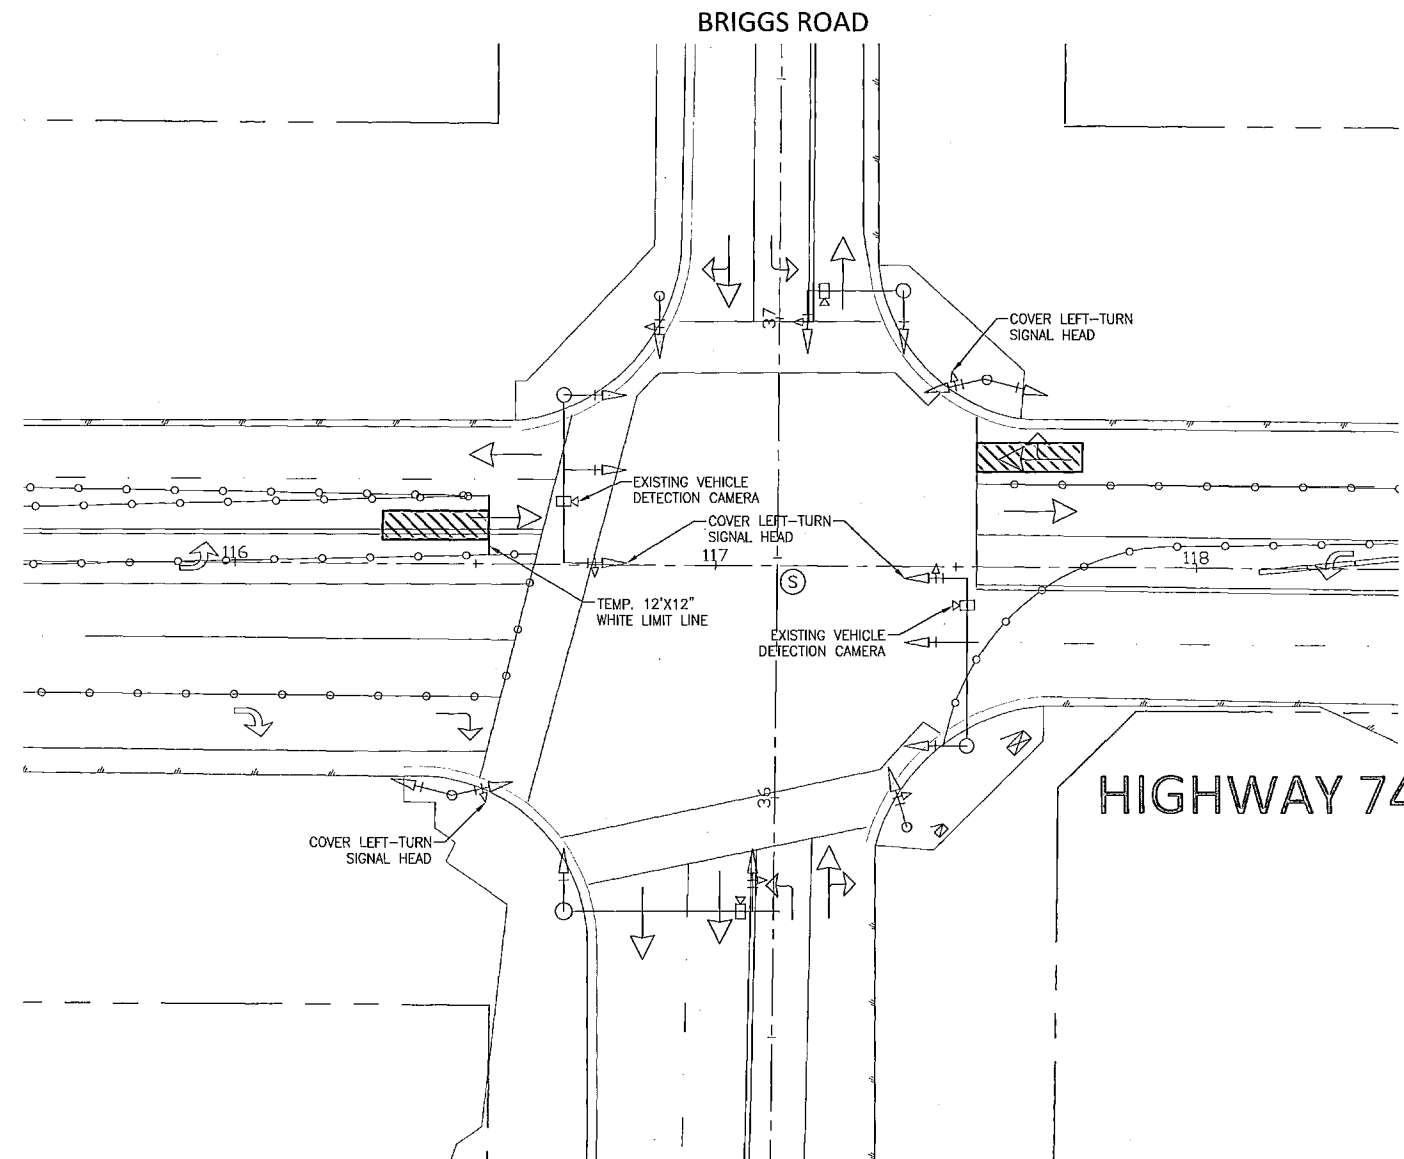 BRIGGS ROAD
37
COVER LEFT-TURN
SIGNAL HEAD
EXISTING VEHICLE
DETECTION CAMERA
COVER LEFT-TURN
SIGNAL HEAD
116
117
118
S
TEMP. 12'X12"
WHITE LIMIT LINE
EXISTING VEHICLE
DETECTION CAMERA
36
HIGHWAY 74
COVER LEFT-TURN
SIGNAL HEAD